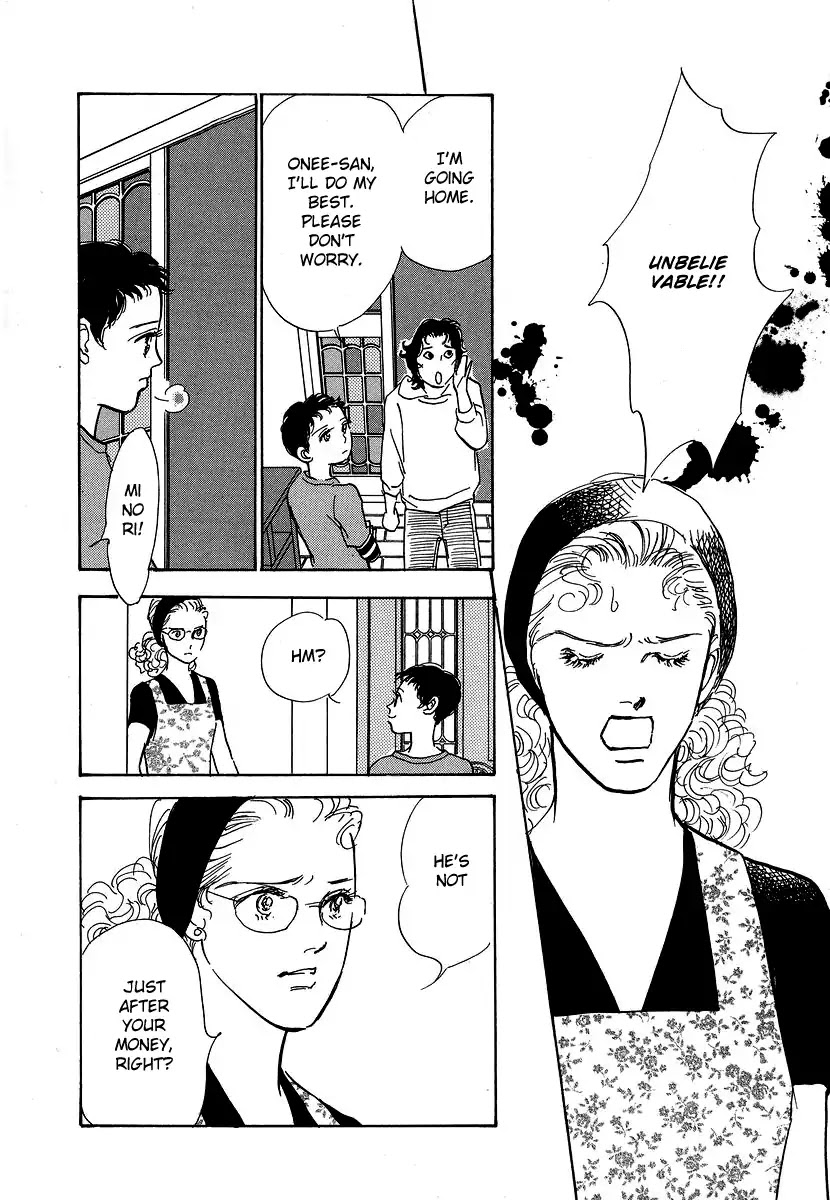 UNBELIE
VABLE!!
I'M
GOING
HOME.
ONEE-SAN,
I'LL DO MY
BEST.
PLEASE
DON'T
WORRY.
MI
NO
RI!
HM?
HE'S
NOT
JUST
AFTER
YOUR
MONEY,
RIGHT?